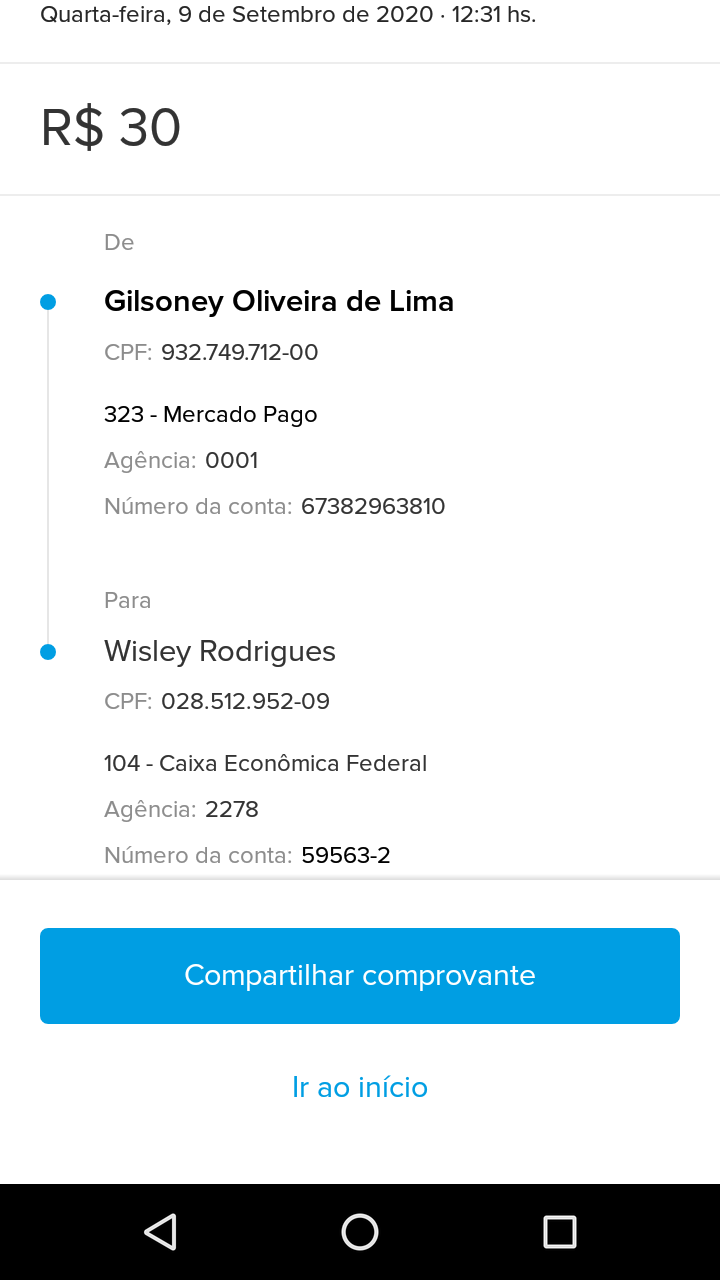 Quarta-feira, 9 de Setembro de 2020 · 12:31 hs.
R$ 30
De
Gilsoney Oliveira de Lima
CPF: 932.749.712-00
323 - Mercado Pago
Agência: 0001
Número da conta: 67382963810
Para
Wisley Rodrigues
CPF: 028.512.952-09
104 - Caixa Econômica Federal
Agência: 2278
Número da conta: 59563-2
Compartilhar comprovante
Ir ao início